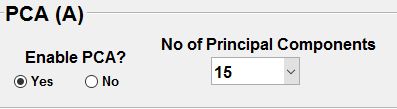 PCA (A)
Enable PCA?
Yes
No
No of Principal Components
15